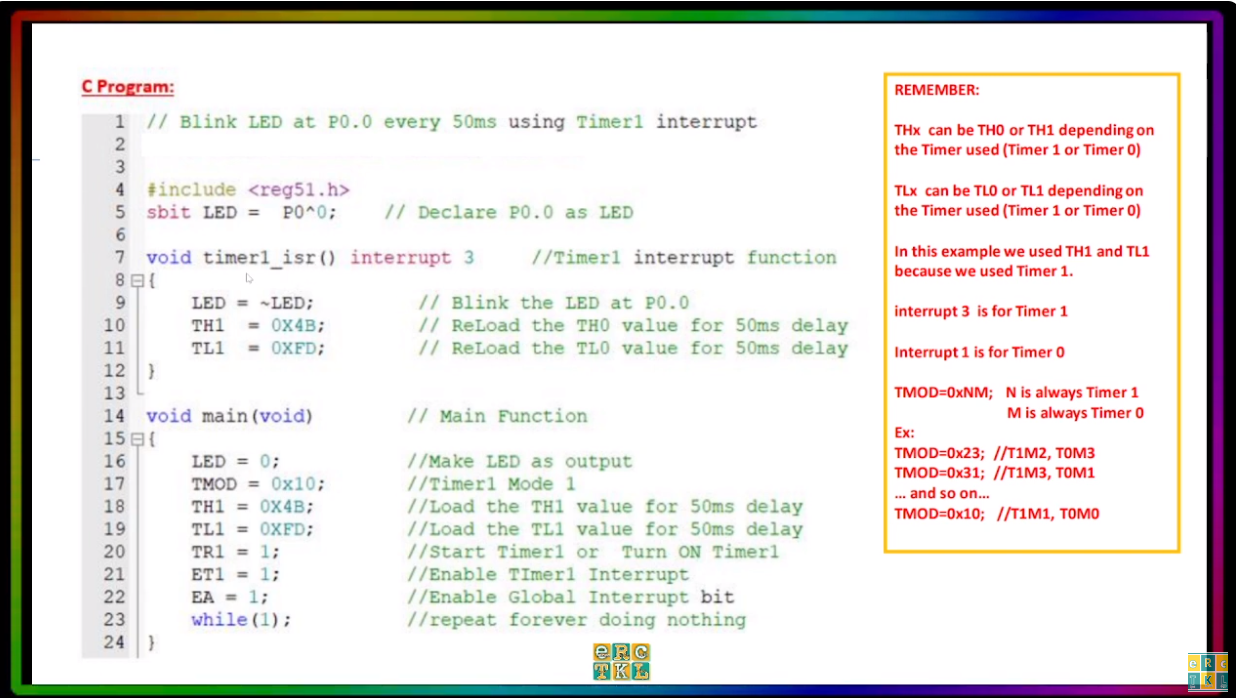 C Program:
1 // Blink LED at P0.0 every 50ms using Timer1 interrupt
2
3
4 #include <reg51.h>
5 sbit LED = P0^0; // Declare P0.0 as LED
6
7 void timer1_isr() interrupt 3 //Timer1 interrupt function
8 {
9 LED = ~LED; // Blink the LED at P0.0
10 TH1 = 0X4B; // ReLoad the TH0 value for 50ms delay
11 TL1 = 0XFD; // ReLoad the TL0 value for 50ms delay
12 }
13
14 void main(void) // Main Function
15 {
16 LED = 0; //Make LED as output
17 TMOD = 0x10; //Timer1 Mode 1
18 TH1 = 0X4B; //Load the TH1 value for 50ms delay
19 TL1 = 0XFD; //Load the TL1 value for 50ms delay
20 TR1 = 1; //Start Timer1 or Turn ON Timer1
21 ET1 = 1; //Enable TImer1 Interrupt
22 EA = 1; //Enable Global Interrupt bit
23 while(1); //repeat forever doing nothing
24 }
REMEMBER:
THx can be TH0 or TH1 depending on
the Timer used (Timer 1 or Timer 0)
TLx can be TL0 or TL1 depending on
the Timer used (Timer 1 or Timer 0)
In this example we used TH1 and TL1
because we used Timer 1.
interrupt 3 is for Timer 1
Interrupt 1 is for Timer 0
TMOD=0xNM; N is always Timer 1
M is always Timer 0
Ex:
TMOD=0x23; //T1M2, T0M3
TMOD=0x31; //T1M3, T0M1
... and so on...
TMOD=0x10; //T1M1, T0M0
eRC
TKL
eRC
TKL